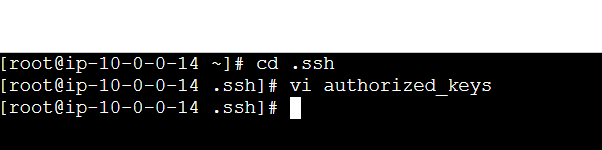 [root@ip-10-0-0-14 ~]# cd .ssh
[root@ip-10-0-0-14 .ssh]# vi authorized_keys
[root@ip-10-0-0-14 .ssh]#